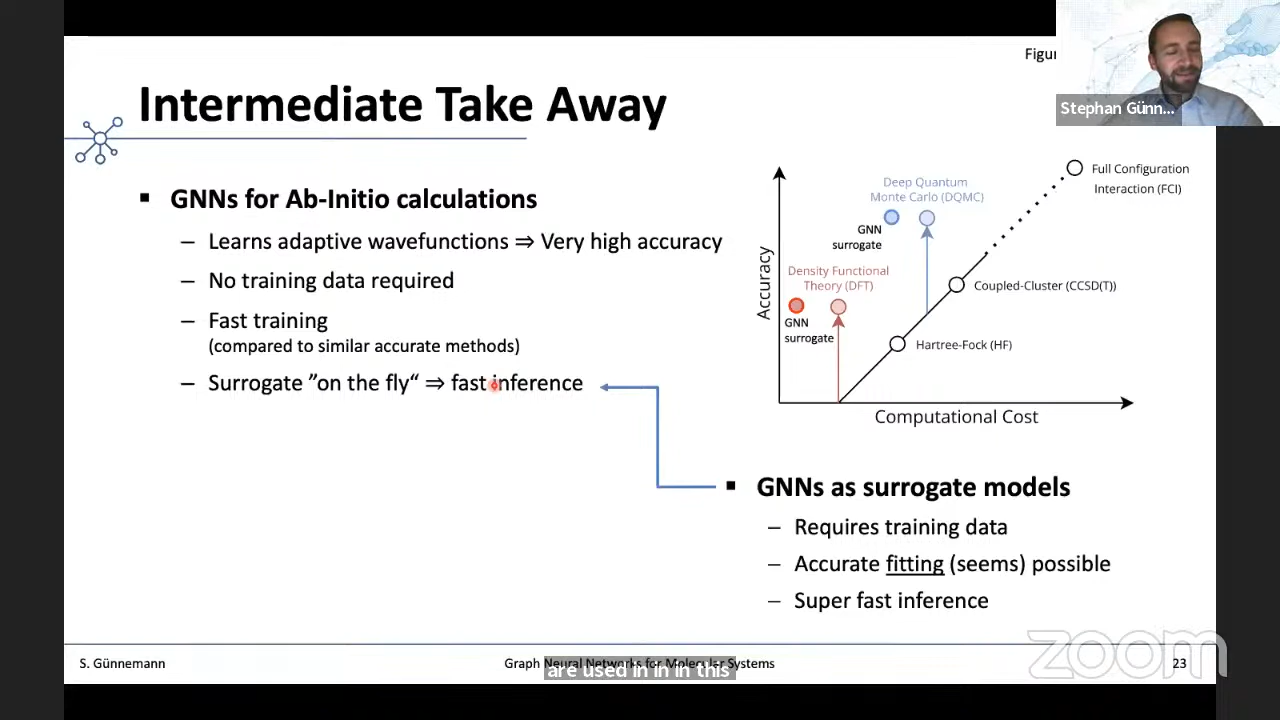 Figur
Stephan Günn...
Intermediate Take Away
▪ GNNs for Ab-Initio calculations
– Learns adaptive wavefunctions ⇒ Very high accuracy
– No training data required
– Fast training
(compared to similar accurate methods)
– Surrogate ”on the fly“ ⇒ fast inference
Accuracy
Computational Cost
Deep Quantum
Monte Carlo (DQMC)
GNN
surrogate
Density Functional
Theory (DFT)
GNN
surrogate
Full Configuration
Interaction (FCI)
Coupled-Cluster (CCSD(T))
Hartree-Fock (HF)
▪ GNNs as surrogate models
– Requires training data
– Accurate fitting (seems) possible
– Super fast inference
zoom
S. Günnemann
Graph Neural Networks for Molecular Systems
23
are used in in in this